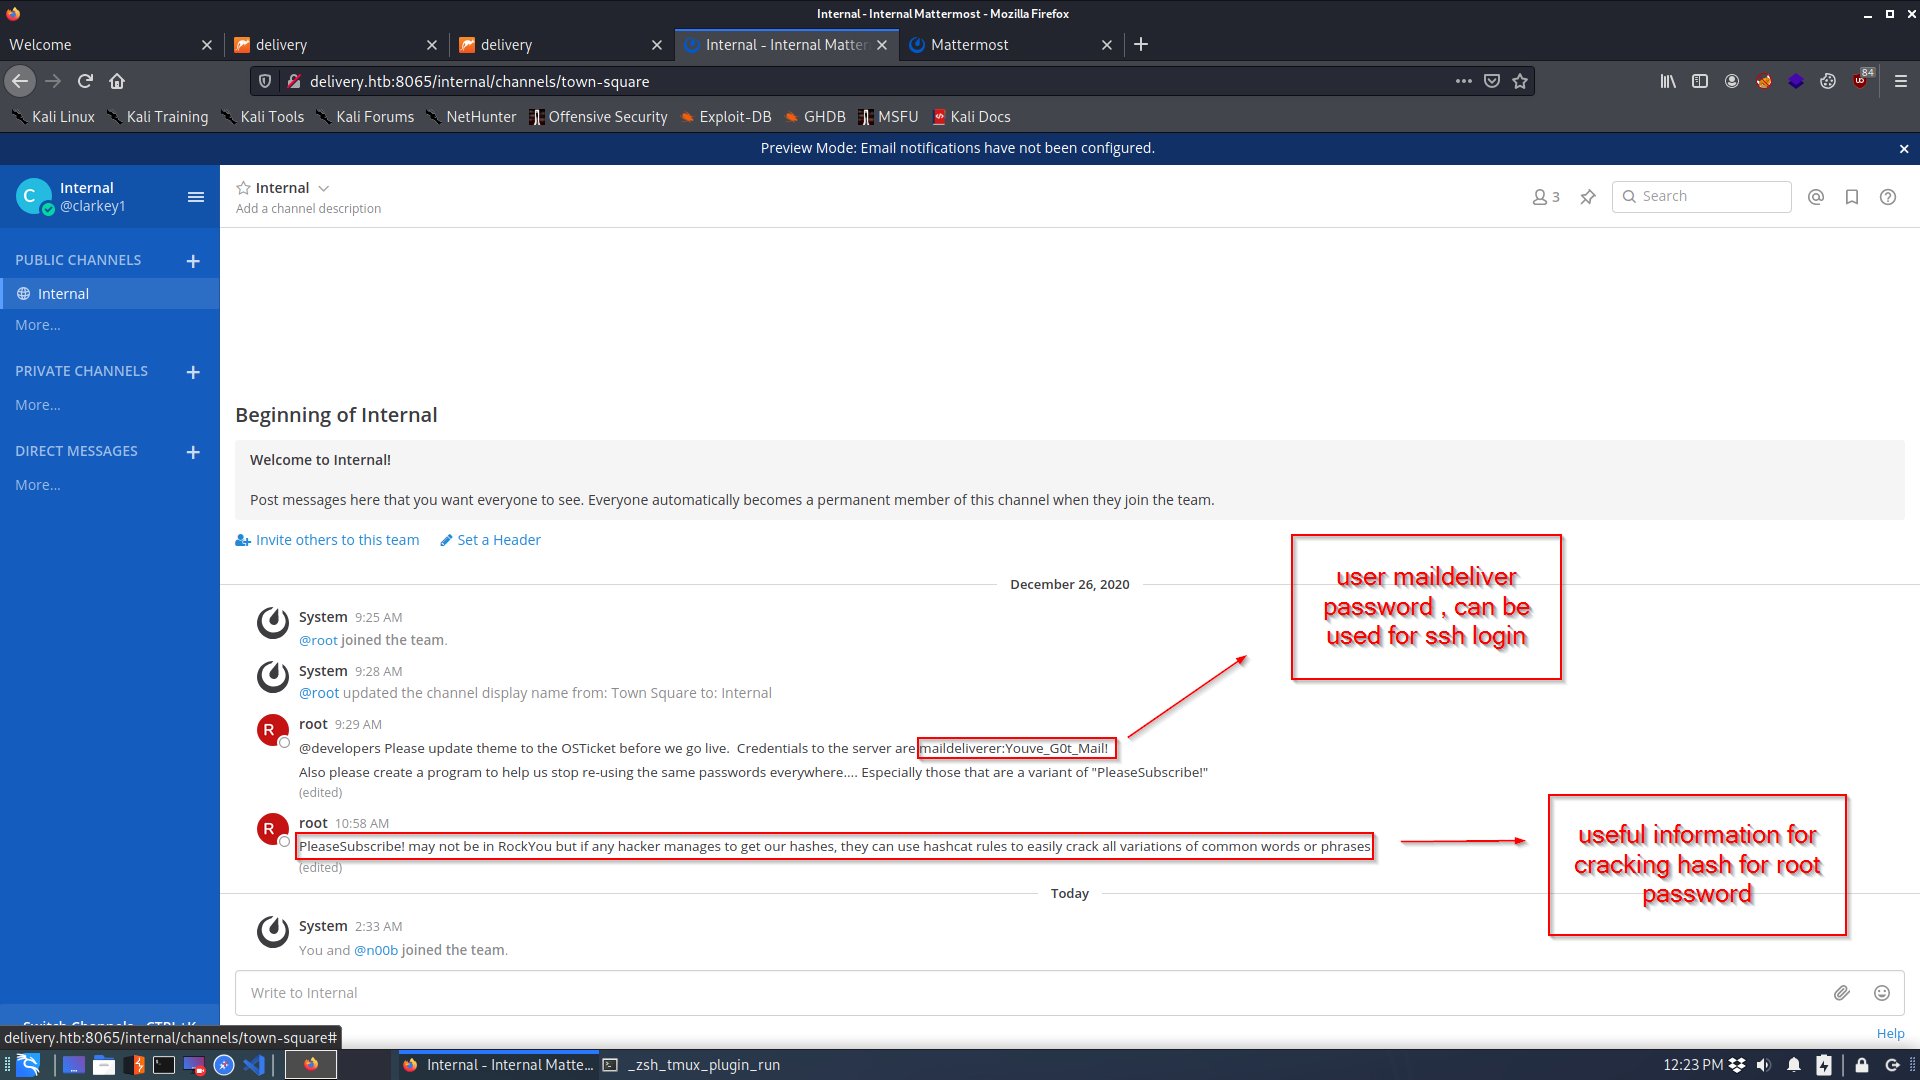 Internal - Internal Mattermost - Mozilla Firefox
Welcome
delivery
delivery
Internal - Internal Matter
Mattermost
delivery.htb:8065/internal/channels/town-square
84
Kali Linux
Kali Training
Kali Tools
Kali Forums
NetHunter
Offensive Security
Exploit-DB
GHDB
MSFU
Kali Docs
Preview Mode: Email notifications have not been configured.
C
Internal
@clarkey1
Internal
Add a channel description
3
Search
PUBLIC CHANNELS
Internal
More...
PRIVATE CHANNELS
More...
DIRECT MESSAGES
More...
Beginning of Internal
Welcome to Internal!
Post messages here that you want everyone to see. Everyone automatically becomes a permanent member of this channel when they join the team.
Invite others to this team
Set a Header
December 26, 2020
System 9:25 AM
@root joined the team.
System 9:28 AM
@root updated the channel display name from: Town Square to: Internal
R
root 9:29 AM
@developers Please update theme to the OSTicket before we go live.  Credentials to the server are maildeliverer:Youve_G0t_Mail!
Also please create a program to help us stop re-using the same passwords everywhere.... Especially those that are a variant of "PleaseSubscribe!"
(edited)
R
root 10:58 AM
PleaseSubscribe! may not be in RockYou but if any hacker manages to get our hashes, they can use hashcat rules to easily crack all variations of common words or phrases
(edited)
user maildeliver
password , can be
used for ssh login
useful information for
cracking hash for root
password
Today
System 2:33 AM
You and @n00b joined the team.
Write to Internal
Help
Switch Channels - CTRL+K
delivery.htb:8065/internal/channels/town-square#
Internal - Internal Matte...
_zsh_tmux_plugin_run
12:23 PM